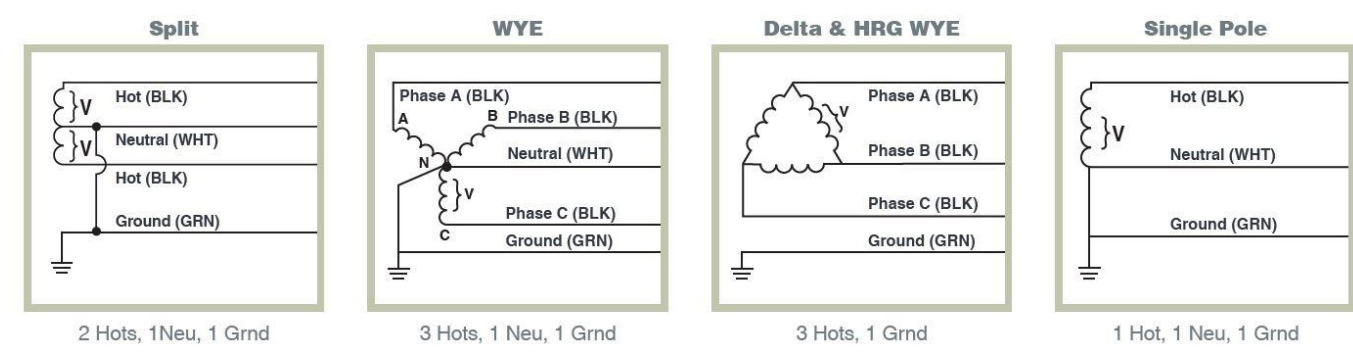 Split
Hot (BLK)
V
Neutral (WHT)
V
Hot (BLK)
Ground (GRN)
2 Hots, 1Neu, 1 Grnd
WYE
Phase A (BLK)
A
B Phase B (BLK)
Neutral (WHT)
N
V
Phase C (BLK)
C
Ground (GRN)
3 Hots, 1 Neu, 1 Grnd
Delta & HRG WYE
Phase A (BLK)
V
Phase B (BLK)
Phase C (BLK)
Ground (GRN)
3 Hots, 1 Grnd
Single Pole
Hot (BLK)
V
Neutral (WHT)
Ground (GRN)
1 Hot, 1 Neu, 1 Grnd